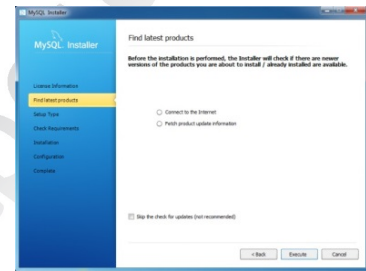 MySQL Installer
MySQL. Installer
License Information
Find latest products
Setup Type
Check Requirements
Installation
Configuration
Complete
Find latest products
Before the installation is performed, the Installer will check if there are newer
versions of the products you are about to install / already installed are available.
Connect to the Internet
Fetch product update information
Skip the check for updates (not recommended)
< Back
Execute
Cancel